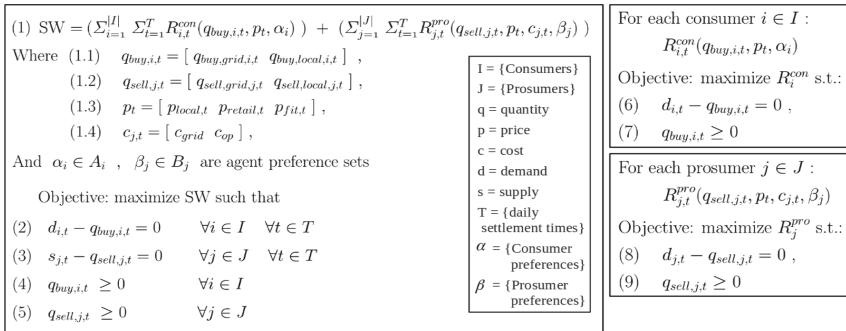 (1) SW = (Σ_{i=1}^{|I|} Σ_{t=1}^{T} R_{i,t}^{con}(q_{buy,i,t}, p_t, α_i) ) + (Σ_{j=1}^{|J|} Σ_{t=1}^{T} R_{j,t}^{pro}(q_{sell,j,t}, p_t, c_{j,t}, β_j) )
Where (1.1) q_{buy,i,t} = [ q_{buy,grid,i,t} q_{buy,local,i,t} ] ,
(1.2) q_{sell,i,t} = [ q_{sell,grid,j,t} q_{sell,local,j,t} ] ,
(1.3) p_t = [ p_{local,t} p_{retail,t} p_{fit,t} ] ,
(1.4) c_{j,t} = [ c_{grid} c_{op} ] ,
And α_i ∈ A_i , β_j ∈ B_j are agent preference sets
Objective: maximize SW such that
(2) d_{i,t} − q_{buy,i,t} = 0 ∀i ∈ I ∀t ∈ T
(3) s_{j,t} − q_{sell,j,t} = 0 ∀j ∈ J ∀t ∈ T
(4) q_{buy,i,t} ≥ 0 ∀i ∈ I
(5) q_{sell,j,t} ≥ 0 ∀j ∈ J
I = {Consumers}
J = {Prosumers}
q = quantity
p = price
c = cost
d = demand
s = supply
T = {daily
settlement times}
α = {Consumer
preferences}
β = {Prosumer
preferences}
For each consumer i ∈ I :
R_{i,t}^{con}(q_{buy,i,t}, p_t, α_i)
Objective: maximize R_i^{con} s.t.:
(6) d_{i,t} − q_{buy,i,t} = 0 ,
(7) q_{buy,i,t} ≥ 0
For each prosumer j ∈ J :
R_{j,t}^{pro}(q_{sell,j,t}, p_t, c_{j,t}, β_j)
Objective: maximize R_j^{pro} s.t.:
(8) d_{j,t} − q_{sell,j,t} = 0 ,
(9) q_{sell,j,t} ≥ 0